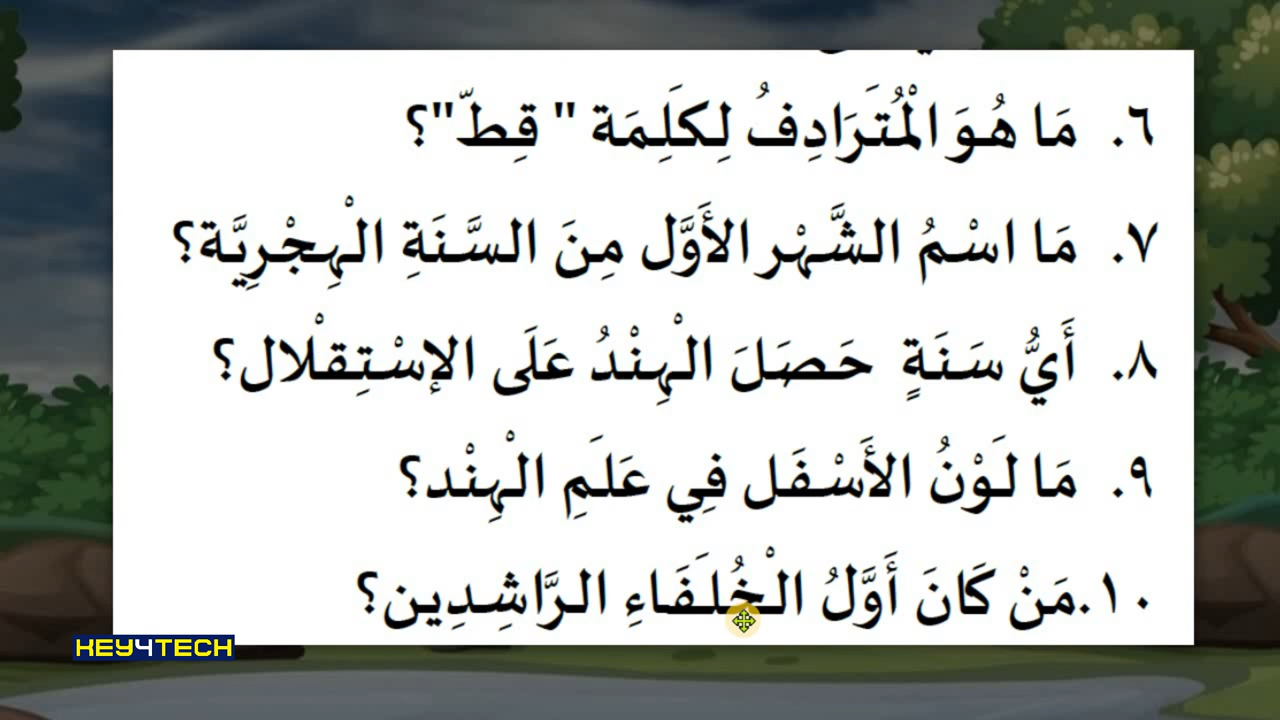 ٦. مَا هُوَ الْمُتَرَادِفُ لِكَلِمَة " قِطّ"؟
٧. مَا اسْمُ الشَّهْر الأَوَّل مِنَ السَّنَةِ الْهِجْرِيَّة؟
٨. أَيُّ سَنَةٍ حَصَلَ الْهِنْدُ عَلَى الإسْتِقْلال؟
٩. مَا لَوْنُ الأَسْفَل فِي عَلَمِ الْهِنْد؟
١٠.مَنْ كَانَ أَوَّلُ الْخُلَفَاءِ الرَّاشِدِين؟
KEY4TECH